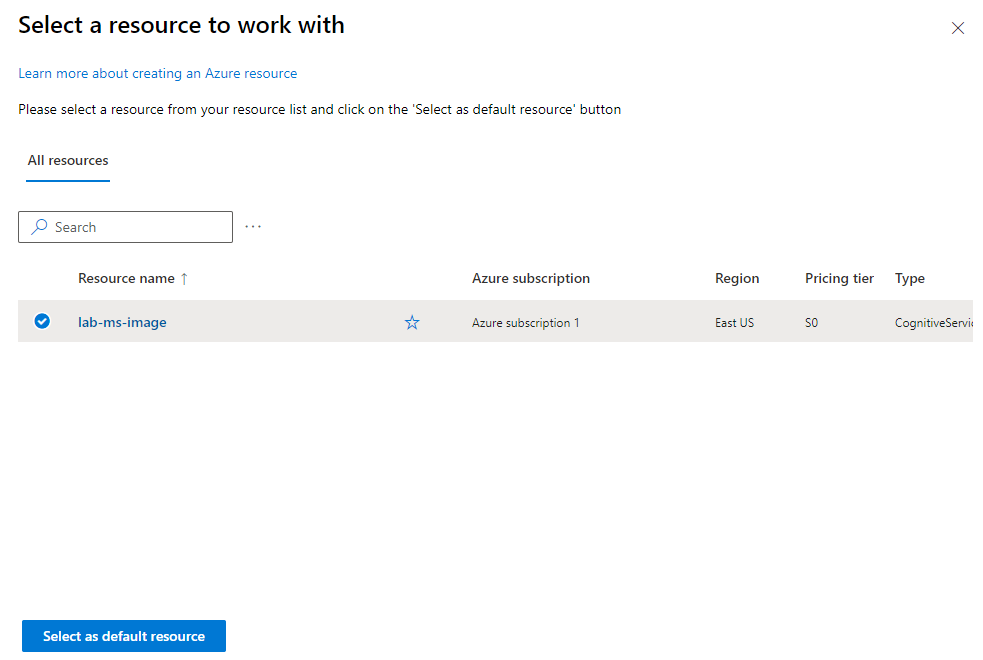 Select a resource to work with
Learn more about creating an Azure resource
Please select a resource from your resource list and click on the 'Select as default resource' button
All resources
Search ...
Resource name ↑ Azure subscription Region Pricing tier Type
lab-ms-image Azure subscription 1 East US S0 CognitiveServic
Select as default resource